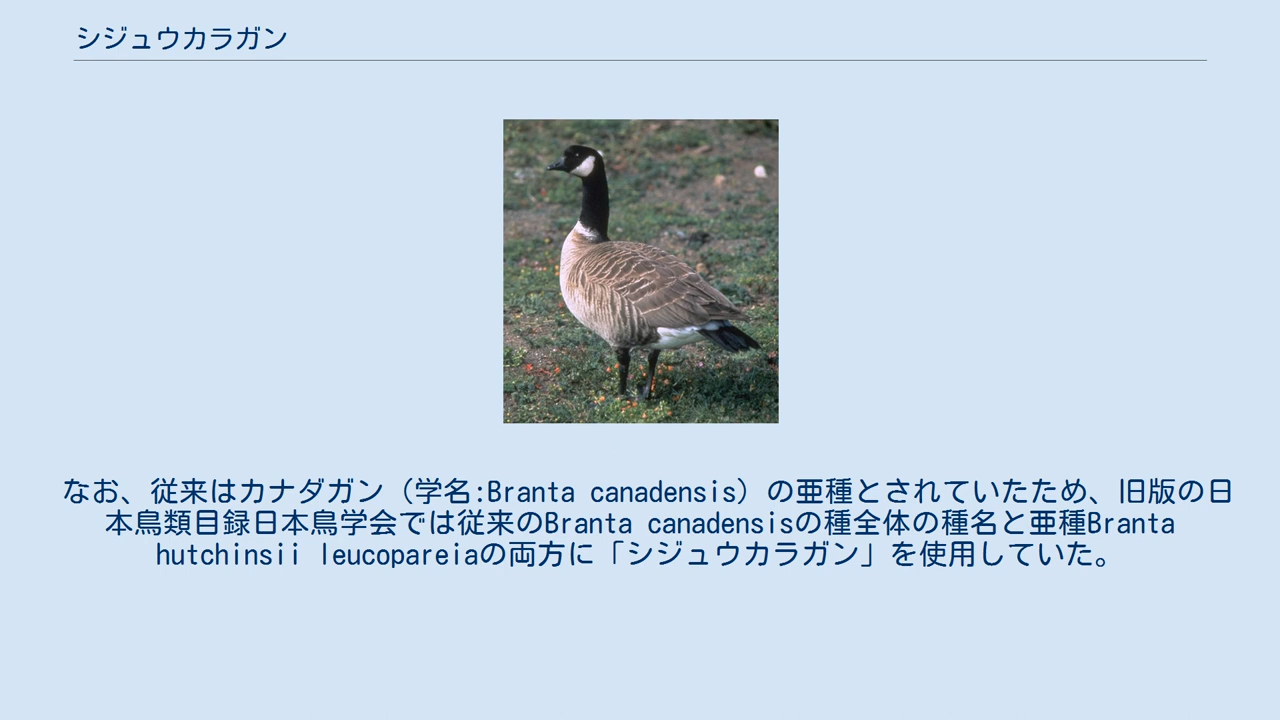 シジュウカラガン
なお、従来はカナダガン（学名:Branta canadensis）の亜種とされていたため、旧版の日
本鳥類目録日本鳥学会では従来のBranta canadensisの種全体の種名と亜種Branta
hutchinsii leucopareiaの両方に「シジュウカラガン」を使用していた。